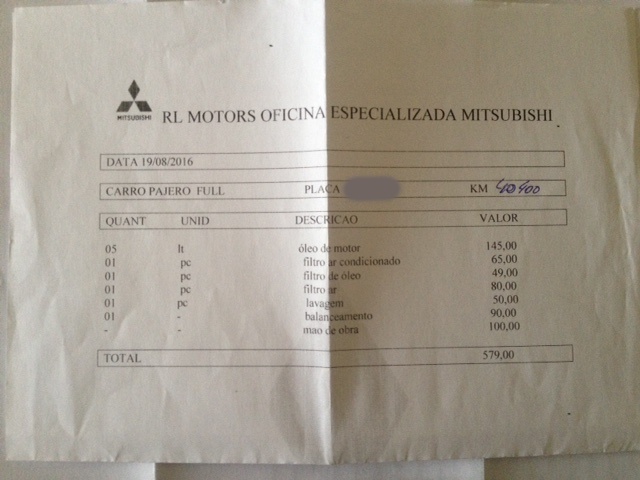 MITSUBISHI
RL MOTORS OFICINA ESPECIALIZADA MITSUBISHI
DATA 19/08/2016
CARRO PAJERO FULL PLACA KM
QUANT UNID DESCRICAO VALOR
05 lt óleo de motor 145,00
01 pc filtro ar condicionado 65,00
01 pc filtro de óleo 49,00
01 pc filtro ar 80,00
01 pc lavagem 50,00
01 - balanceamento 90,00
- - mao de obra 100,00
TOTAL 579,00